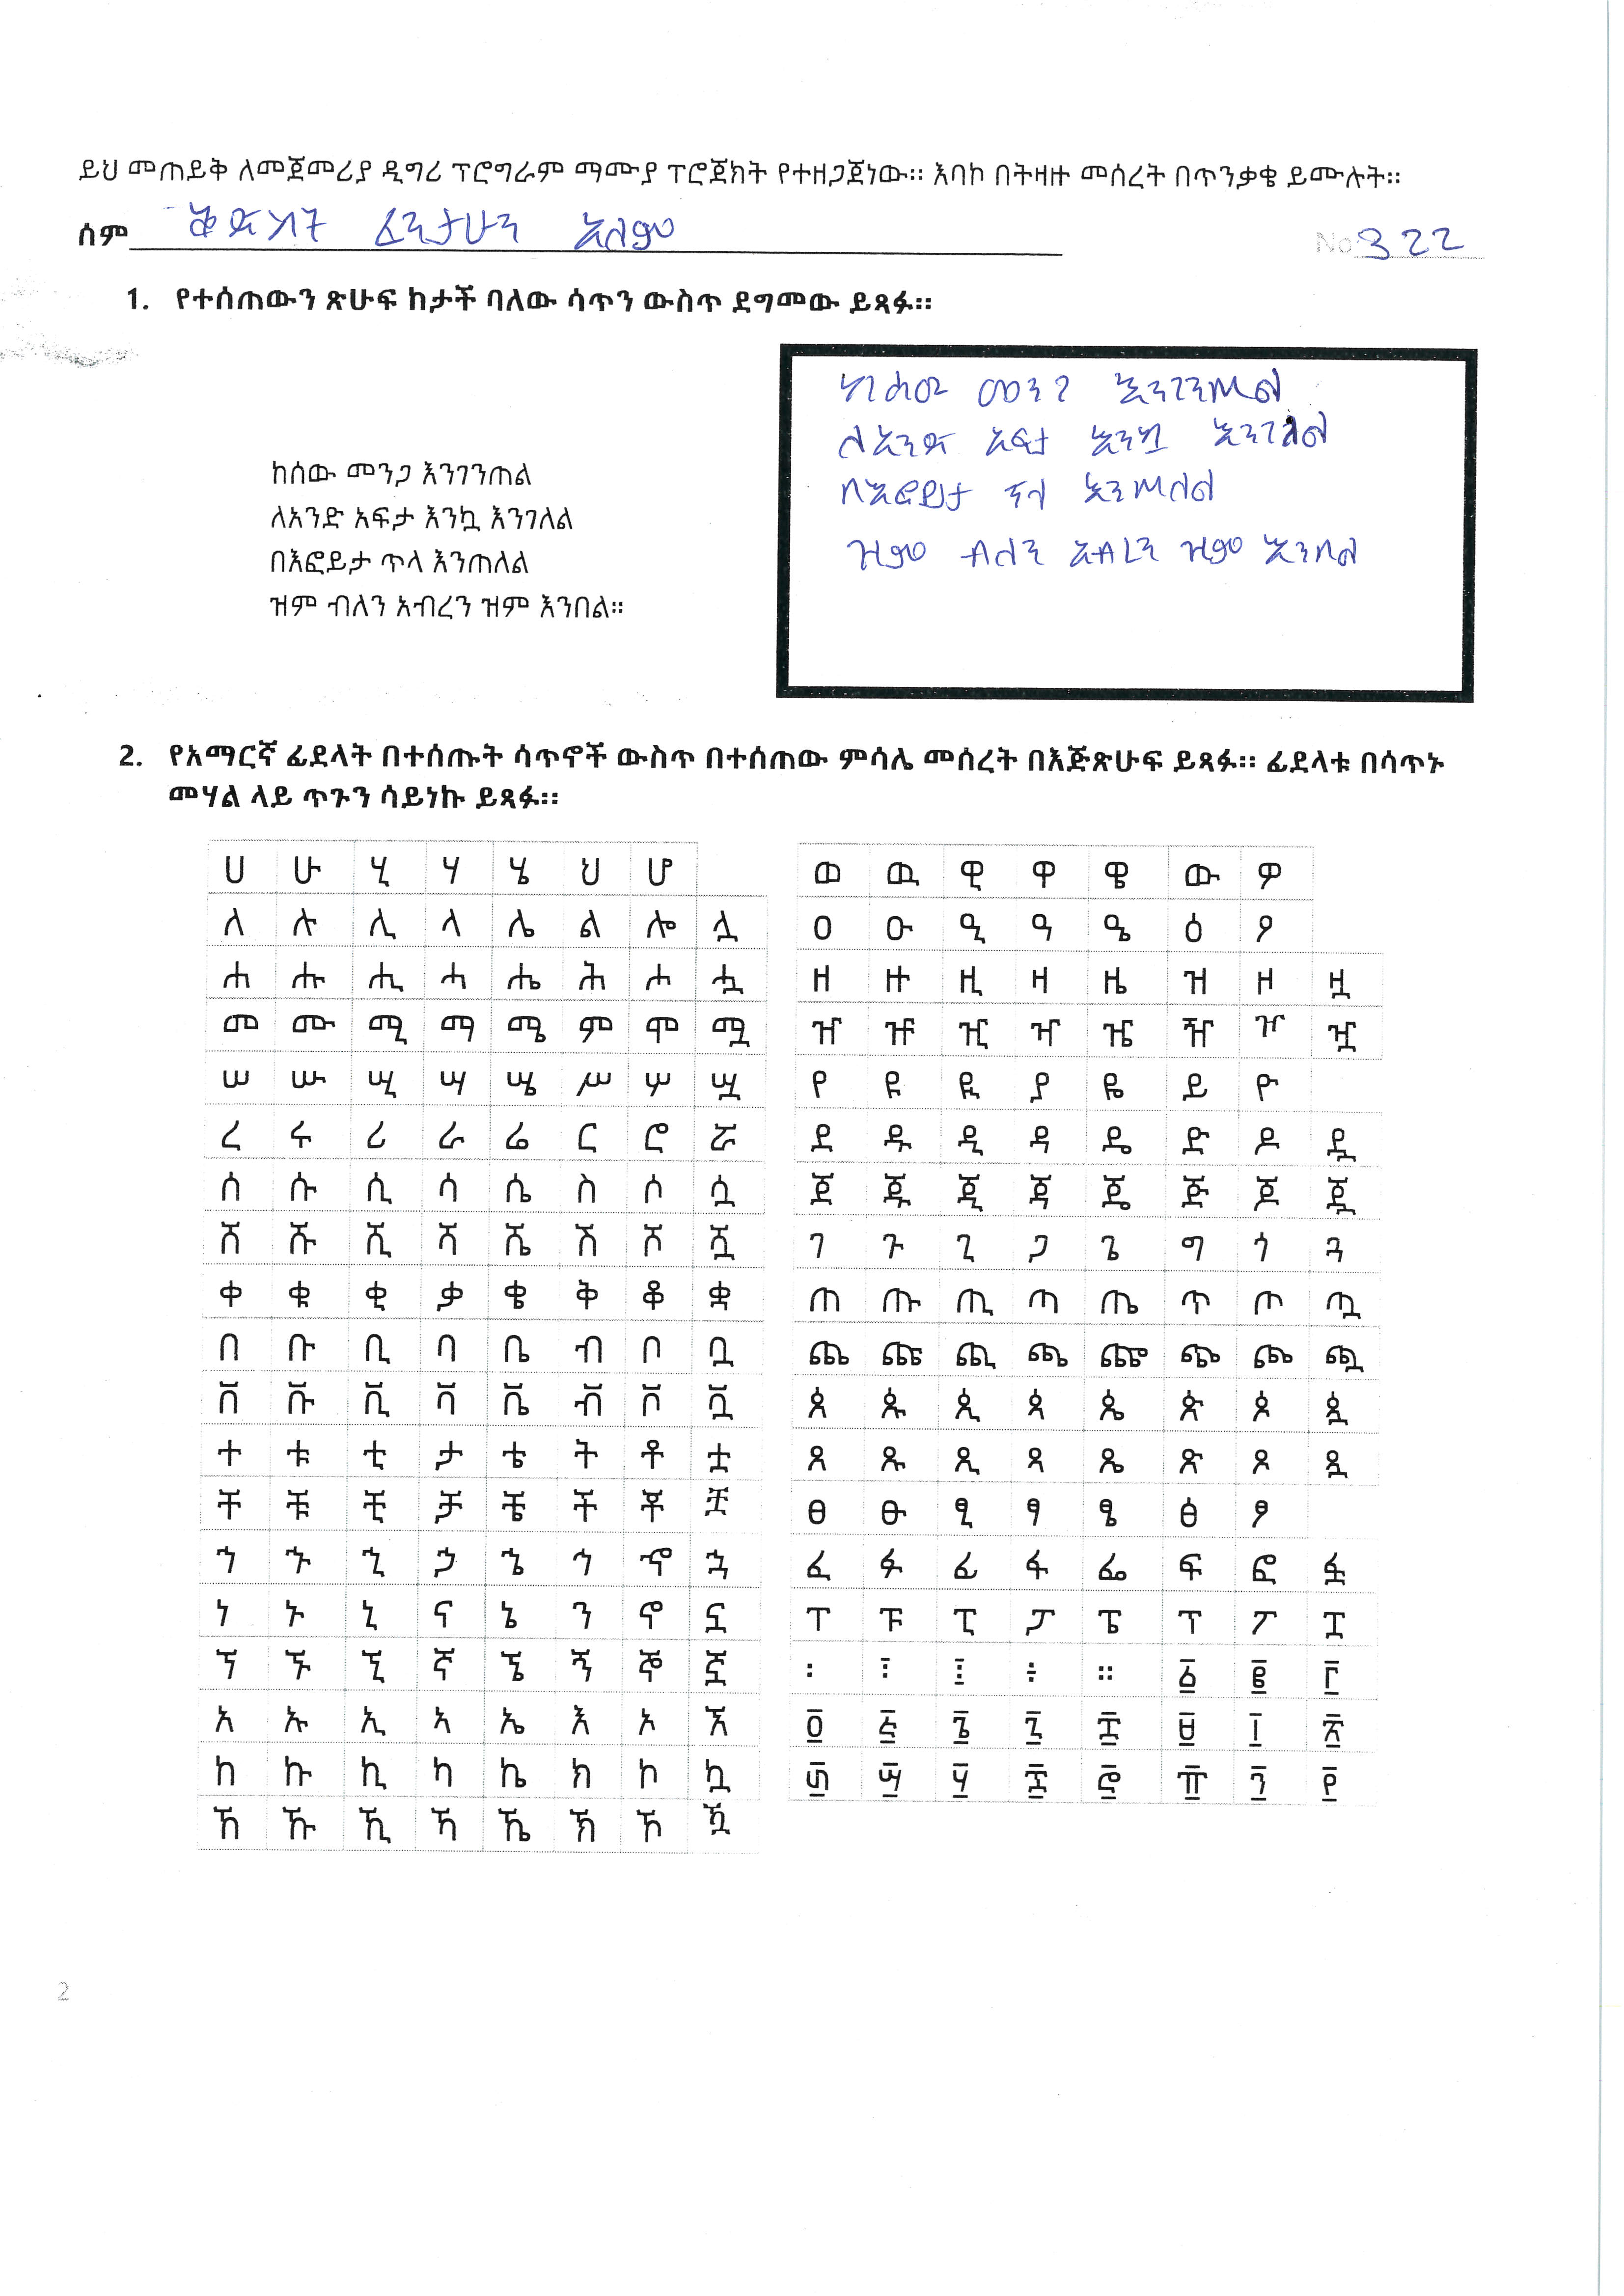 ይህ መጠይቅ ለመጀመሪያ ዲግሪ ፕሮግራም ማሙያ ፕሮጀክት የተዘጋጀነው። እባኮ በትዛዙ መሰረት በጥንቃቄ ይሙሉት።
ሰም ቅድስት ፈንታሁን አለም No 322
1. የተሰጠውን ጽሁፍ ከታች ባለው ሳጥን ውስጥ ደግመው ይጻፉ።
ከሰው መንጋ እንገንጠል
ለአንድ አፍታ እንኳ እንገለል
በእፎይታ ጥላ እንጠለል
ዝም ብለን አብረን ዝም እንበል።
ከሰው መንጋ እንገንጠል
ለአንድ አፍታ እንኳ እንገለል
በእፎይታ ጥላ እንጠለል
ዝም ብለን አብረን ዝም እንበል
2. የአማርኛ ፊደላት በተሰጡት ሳጥኖች ውስጥ በተሰጠው ምሳሌ መሰረት በእጅጽሁፍ ይጻፉ። ፊደላቱ በሳጥኑ
መሃል ላይ ጥጉን ሳይነኩ ይጻፉ።
ሀ ሁ ሂ ሃ ሄ ህ ሆ
ለ ሉ ሊ ላ ሌ ል ሎ ሏ
ሐ ሑ ሒ ሓ ሔ ሕ ሖ ሗ
መ ሙ ሚ ማ ሜ ም ሞ ሟ
ሠ ሡ ሢ ሣ ሤ ሥ ሦ ሧ
ረ ሩ ሪ ራ ሬ ር ሮ ሯ
ሰ ሱ ሲ ሳ ሴ ስ ሶ ሷ
ሸ ሹ ሺ ሻ ሼ ሽ ሾ ሿ
ቀ ቁ ቂ ቃ ቄ ቅ ቆ ቋ
በ ቡ ቢ ባ ቤ ብ ቦ ቧ
ቨ ቩ ቪ ቫ ቬ ቭ ቮ ቯ
ተ ቱ ቲ ታ ቴ ት ቶ ቷ
ቸ ቹ ቺ ቻ ቼ ች ቾ ቿ
ኀ ኁ ኂ ኃ ኄ ኅ ኆ ኋ
ነ ኑ ኒ ና ኔ ን ኖ ኗ
ኘ ኙ ኚ ኛ ኜ ኝ ኞ ኟ
አ ኡ ኢ ኣ ኤ እ ኦ ኧ
ከ ኩ ኪ ካ ኬ ክ ኮ ኳ
ኸ ኹ ኺ ኻ ኼ ኽ ኾ ዃ
ወ ዉ ዊ ዋ ዌ ው ዎ
ዐ ዑ ዒ ዓ ዔ ዕ ዖ
ዘ ዙ ዚ ዛ ዜ ዝ ዞ ዟ
ዠ ዡ ዢ ዣ ዤ ዥ ዦ ዧ
የ ዩ ዪ ያ ዬ ይ ዮ
ደ ዱ ዲ ዳ ዴ ድ ዶ ዷ
ጀ ጁ ጂ ጃ ጄ ጅ ጆ ጇ
ገ ጉ ጊ ጋ ጌ ግ ጎ ጓ
ጠ ጡ ጢ ጣ ጤ ጥ ጦ ጧ
ጨ ጩ ጪ ጫ ጬ ጭ ጮ ጯ
ጰ ጱ ጲ ጳ ጴ ጵ ጶ ጷ
ጸ ጹ ጺ ጻ ጼ ጽ ጾ ጿ
ፀ ፁ ፂ ፃ ፄ ፅ ፆ
ፈ ፉ ፊ ፋ ፌ ፍ ፎ ፏ
ፐ ፑ ፒ ፓ ፔ ፕ ፖ ፗ
፡ ፤ ፩ ፪ ፫
፬ ፭ ፮ ፯ ፰ ፱ ፲ ፳
፴ ፵ ፶ ፷ ፸ ፹ ፺ ፻
2